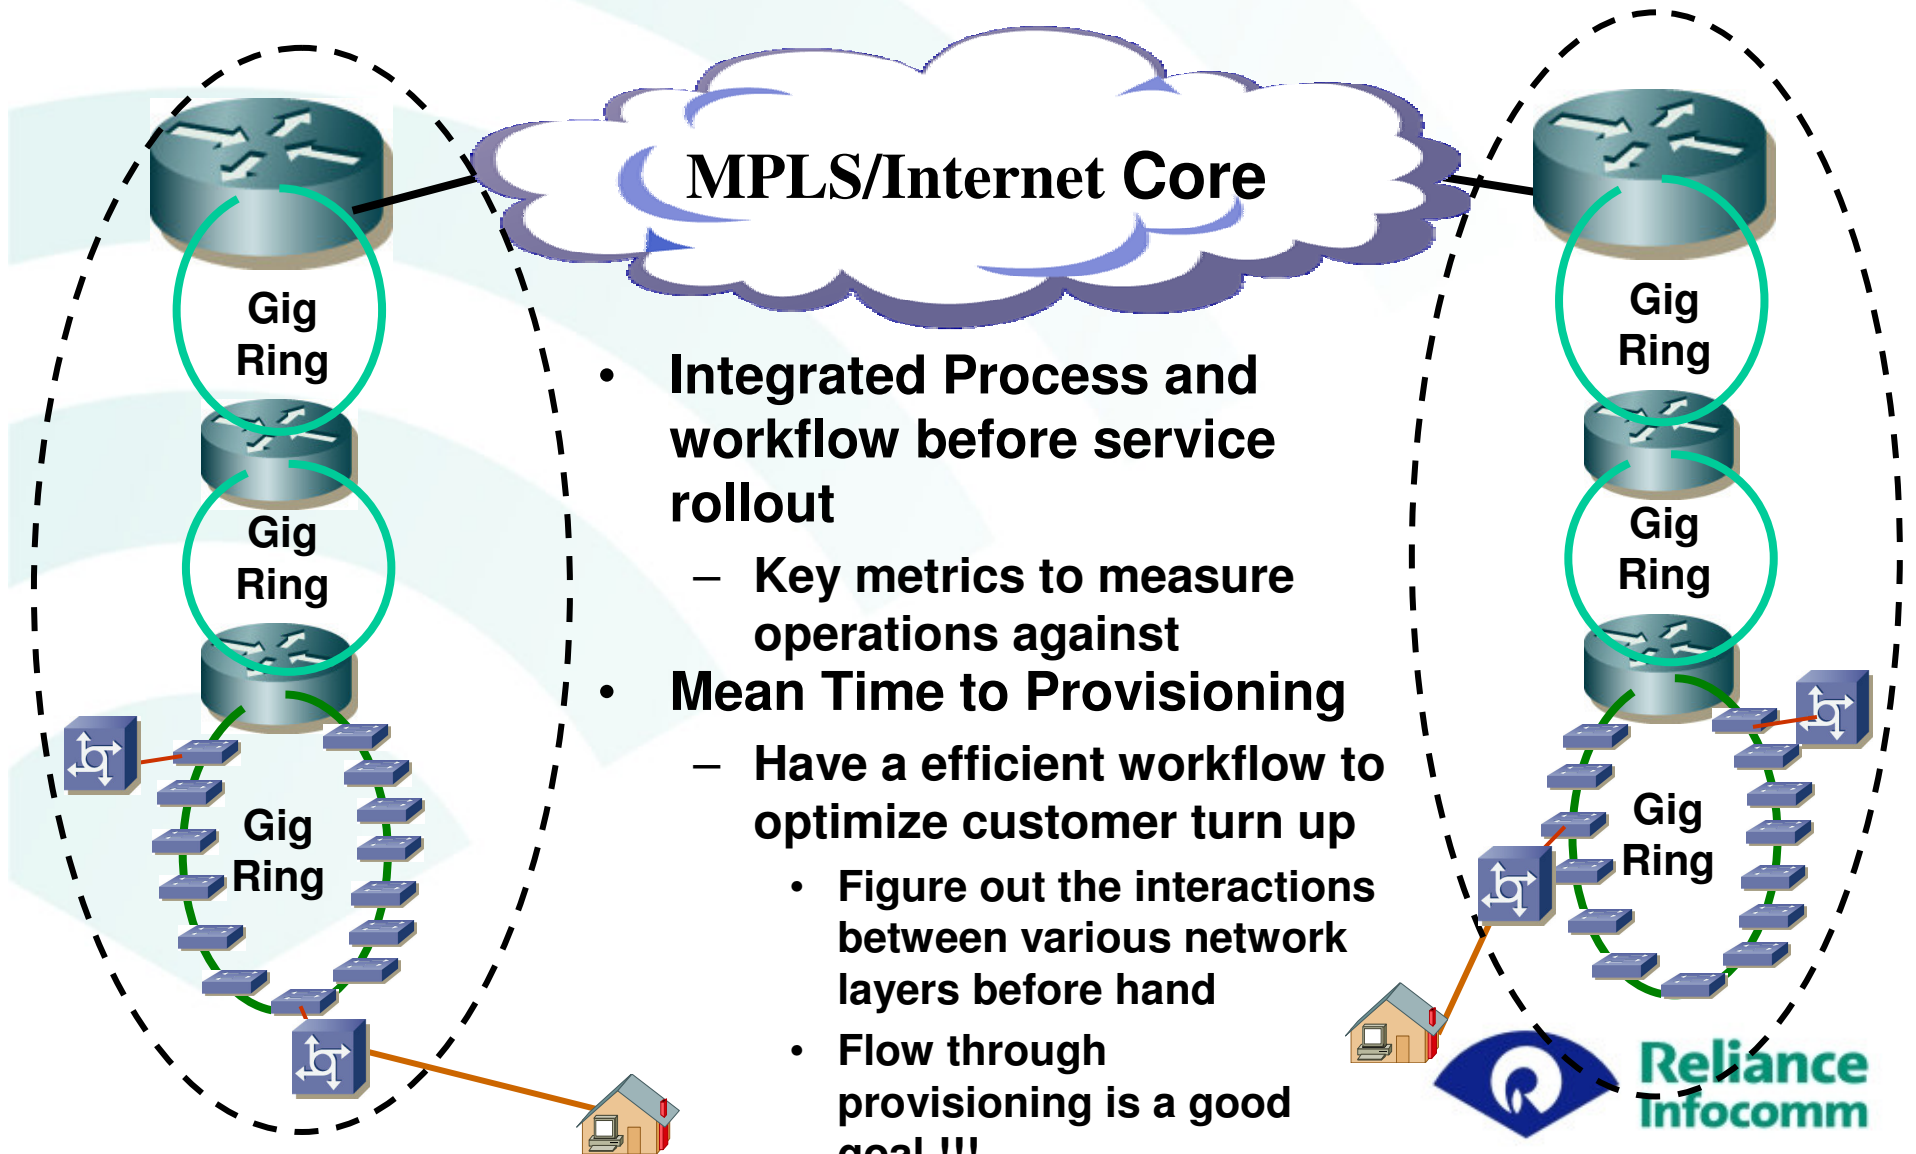 MPLS/Internet Core
Gig
Ring
Gig
Ring
Gig
Ring
• Integrated Process and
workflow before service
rollout
– Key metrics to measure
operations against
• Mean Time to Provisioning
– Have a efficient workflow to
optimize customer turn up
• Figure out the interactions
between various network
layers before hand
• Flow through
provisioning is a good
goal !!!
Gig
Ring
Gig
Ring
Gig
Ring
Reliance
Infocomm